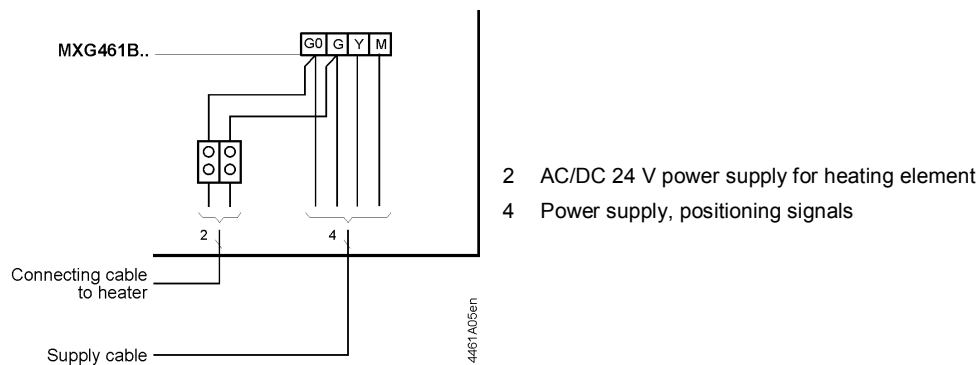 MXG461B..
G0 G Y M
2 AC/DC 24 V power supply for heating element
4 Power supply, positioning signals
2 4
Connecting cable
to heater
Supply cable
4461A05en